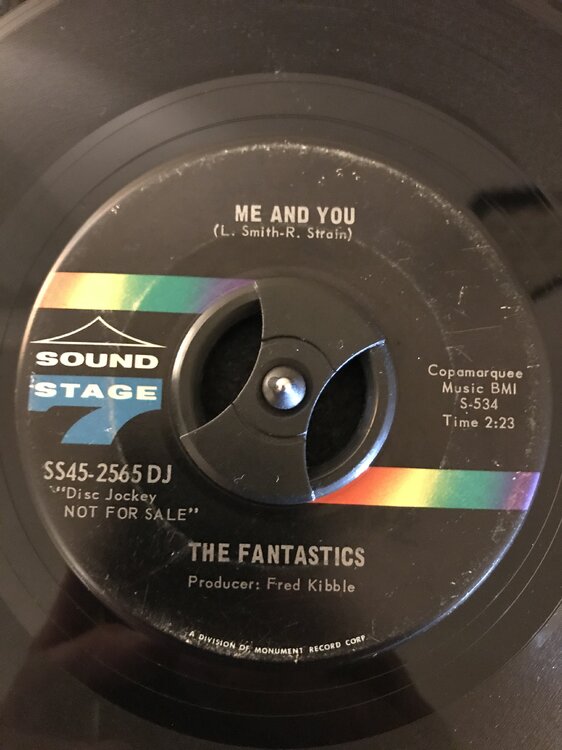 ME AND YOU
(L. Smith-R. Strain)
SOUND
STAGE
7
Copamarquee
Music BMI
S-534
Time 2:23
SS45-2565 DJ
"Disc Jockey
NOT FOR SALE"
THE FANTASTICS
Producer: Fred Kibble
A DIVISION OF MONUMENT RECORD CORP.